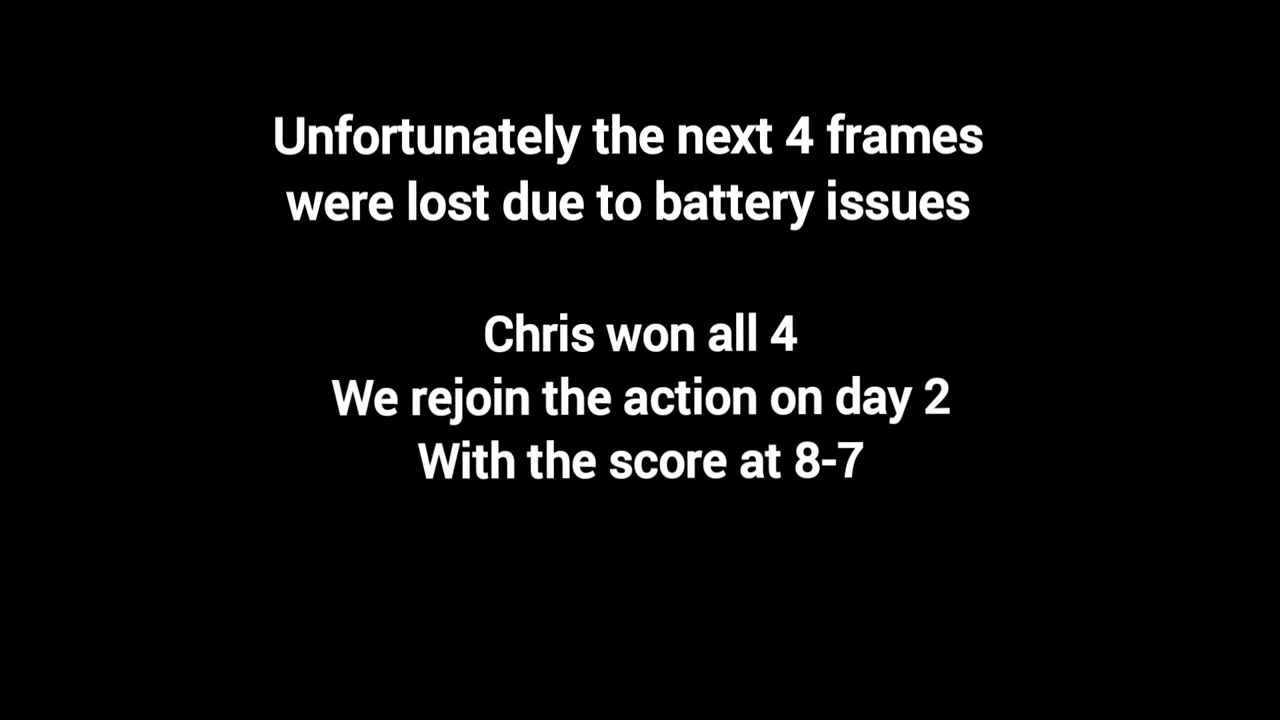 Unfortunately the next 4 frames
were lost due to battery issues
Chris won all 4
We rejoin the action on day 2
With the score at 8-7